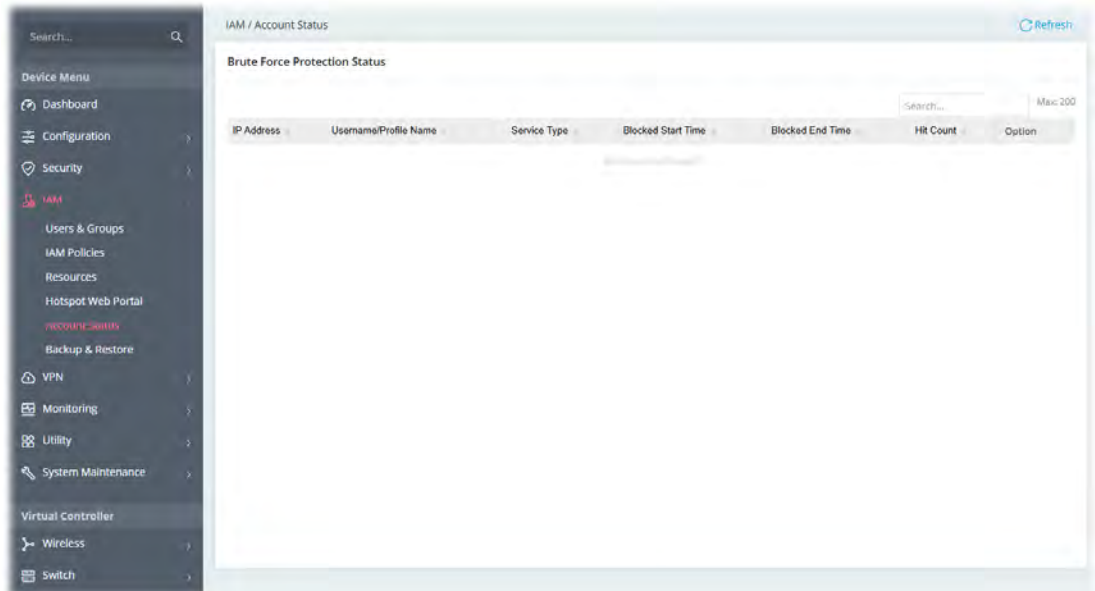 Search...
Device Menu
Dashboard
Configuration
Security
IAM
Users & Groups
IAM Policies
Resources
Hotspot Web Portal
Account Status
Backup & Restore
VPN
Monitoring
Utility
System Maintenance
Virtual Controller
Wireless
Switch
IAM / Account Status
Refresh
Brute Force Protection Status
Search...
Max: 200
IP Address Username/Profile Name Service Type Blocked Start Time Blocked End Time Hit Count Option